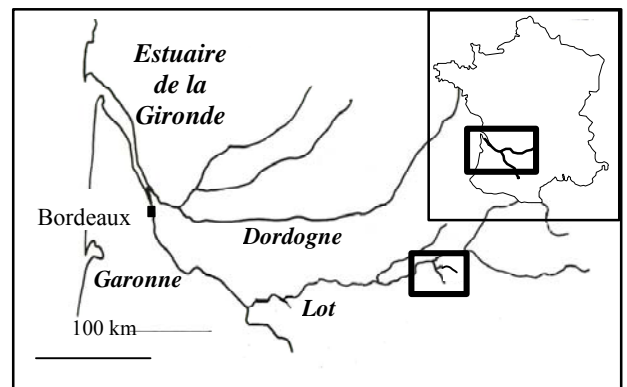 Estuaire
de la
Gironde
Bordeaux
Dordogne
Garonne
Lot
100 km